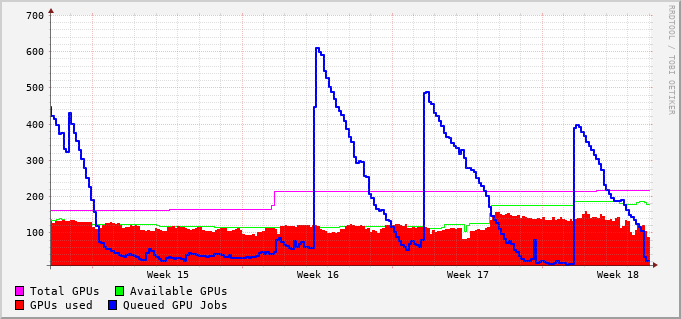 700
600
500
400
300
200
100
Week 15 Week 16 Week 17 Week 18
Total GPUs Available GPUs
GPUs used Queued GPU Jobs
RRDTOOL / TOBI OETIKER